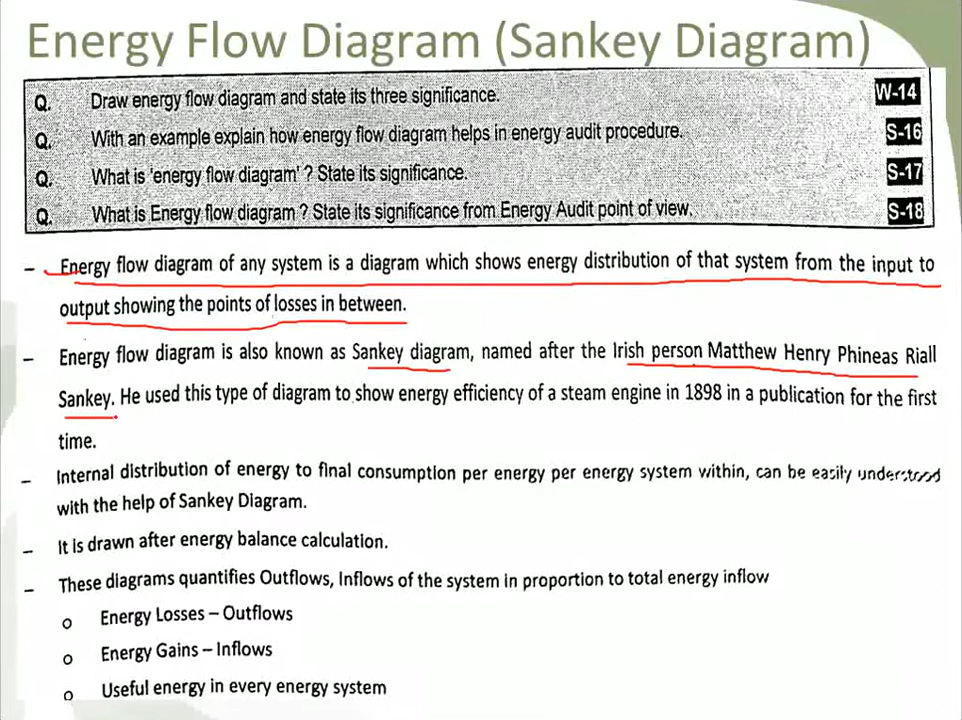 Energy Flow Diagram (Sankey Diagram)
Q. Draw energy flow diagram and state its three significance. W-14
Q. With an example explain how energy flow diagram helps in energy audit procedure. S-16
Q. What is 'energy flow diagram' ? State its significance. S-17
Q. What is Energy flow diagram ? State its significance from Energy Audit point of view. S-18
– Energy flow diagram of any system is a diagram which shows energy distribution of that system from the input to
output showing the points of losses in between.
– Energy flow diagram is also known as Sankey diagram, named after the Irish person Matthew Henry Phineas Riall
Sankey. He used this type of diagram to show energy efficiency of a steam engine in 1898 in a publication for the first
time.
– Internal distribution of energy to final consumption per energy per energy system within, can be easily understood
with the help of Sankey Diagram.
– It is drawn after energy balance calculation.
– These diagrams quantifies Outflows, Inflows of the system in proportion to total energy inflow
o Energy Losses – Outflows
o Energy Gains – Inflows
o Useful energy in every energy system